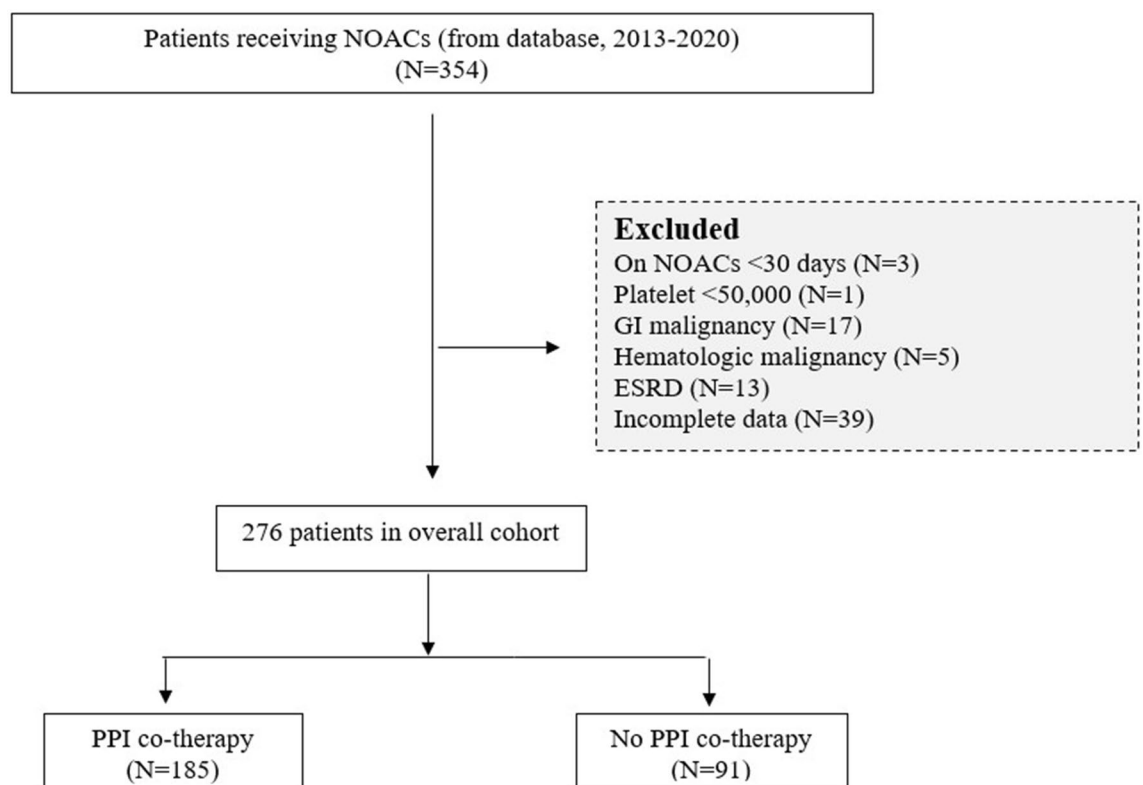 Patients receiving NOACs (from database, 2013-2020)
(N=354)
Excluded
On NOACs <30 days (N=3)
Platelet <50,000 (N=1)
GI malignancy (N=17)
Hematologic malignancy (N=5)
ESRD (N=13)
Incomplete data (N=39)
276 patients in overall cohort
PPI co-therapy
(N=185)
No PPI co-therapy
(N=91)